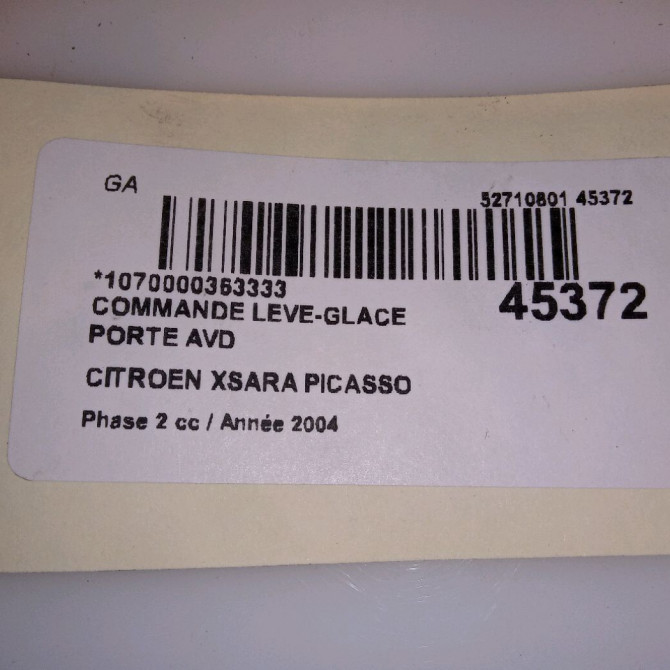 GA
52710801 45372
*1070000363333
45372
COMMANDE LEVE-GLACE
PORTE AVD
CITROEN XSARA PICASSO
Phase 2 cc / Année 2004